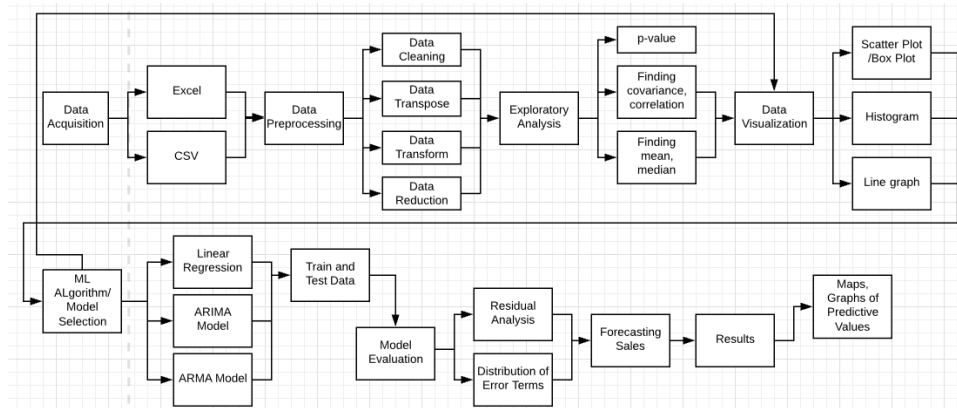 Data
Acquisition
Excel
CSV
Data
Preprocessing
Data
Cleaning
Data
Transpose
Data
Transform
Data
Reduction
Exploratory
Analysis
p-value
Finding
covariance,
correlation
Finding
mean,
median
Data
Visualization
Scatter Plot
/Box Plot
Histogram
Line graph
ML
ALgorithm/
Model
Selection
Linear
Regression
ARIMA
Model
ARMA Model
Train and
Test Data
Model
Evaluation
Residual
Analysis
Distribution of
Error Terms
Forecasting
Sales
Results
Maps,
Graphs of
Predictive
Values